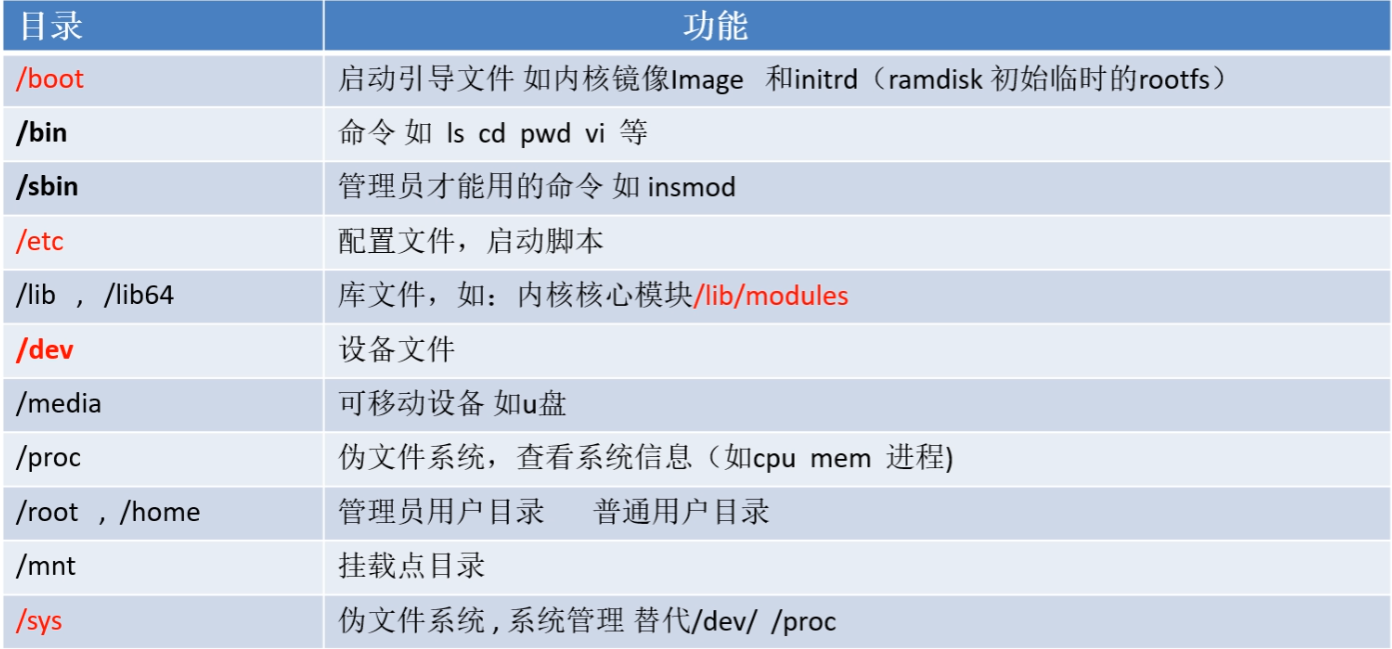 目录 功能
/boot 启动引导文件 如内核镜像Image 和initrd（ramdisk 初始临时的rootfs）
/bin 命令 如 ls cd pwd vi 等
/sbin 管理员才能用的命令 如 insmod
/etc 配置文件，启动脚本
/lib , /lib64 库文件，如：内核核心模块/lib/modules
/dev 设备文件
/media 可移动设备 如u盘
/proc 伪文件系统，查看系统信息（如cpu mem 进程)
/root , /home 管理员用户目录 普通用户目录
/mnt 挂载点目录
/sys 伪文件系统 , 系统管理 替代/dev/ /proc